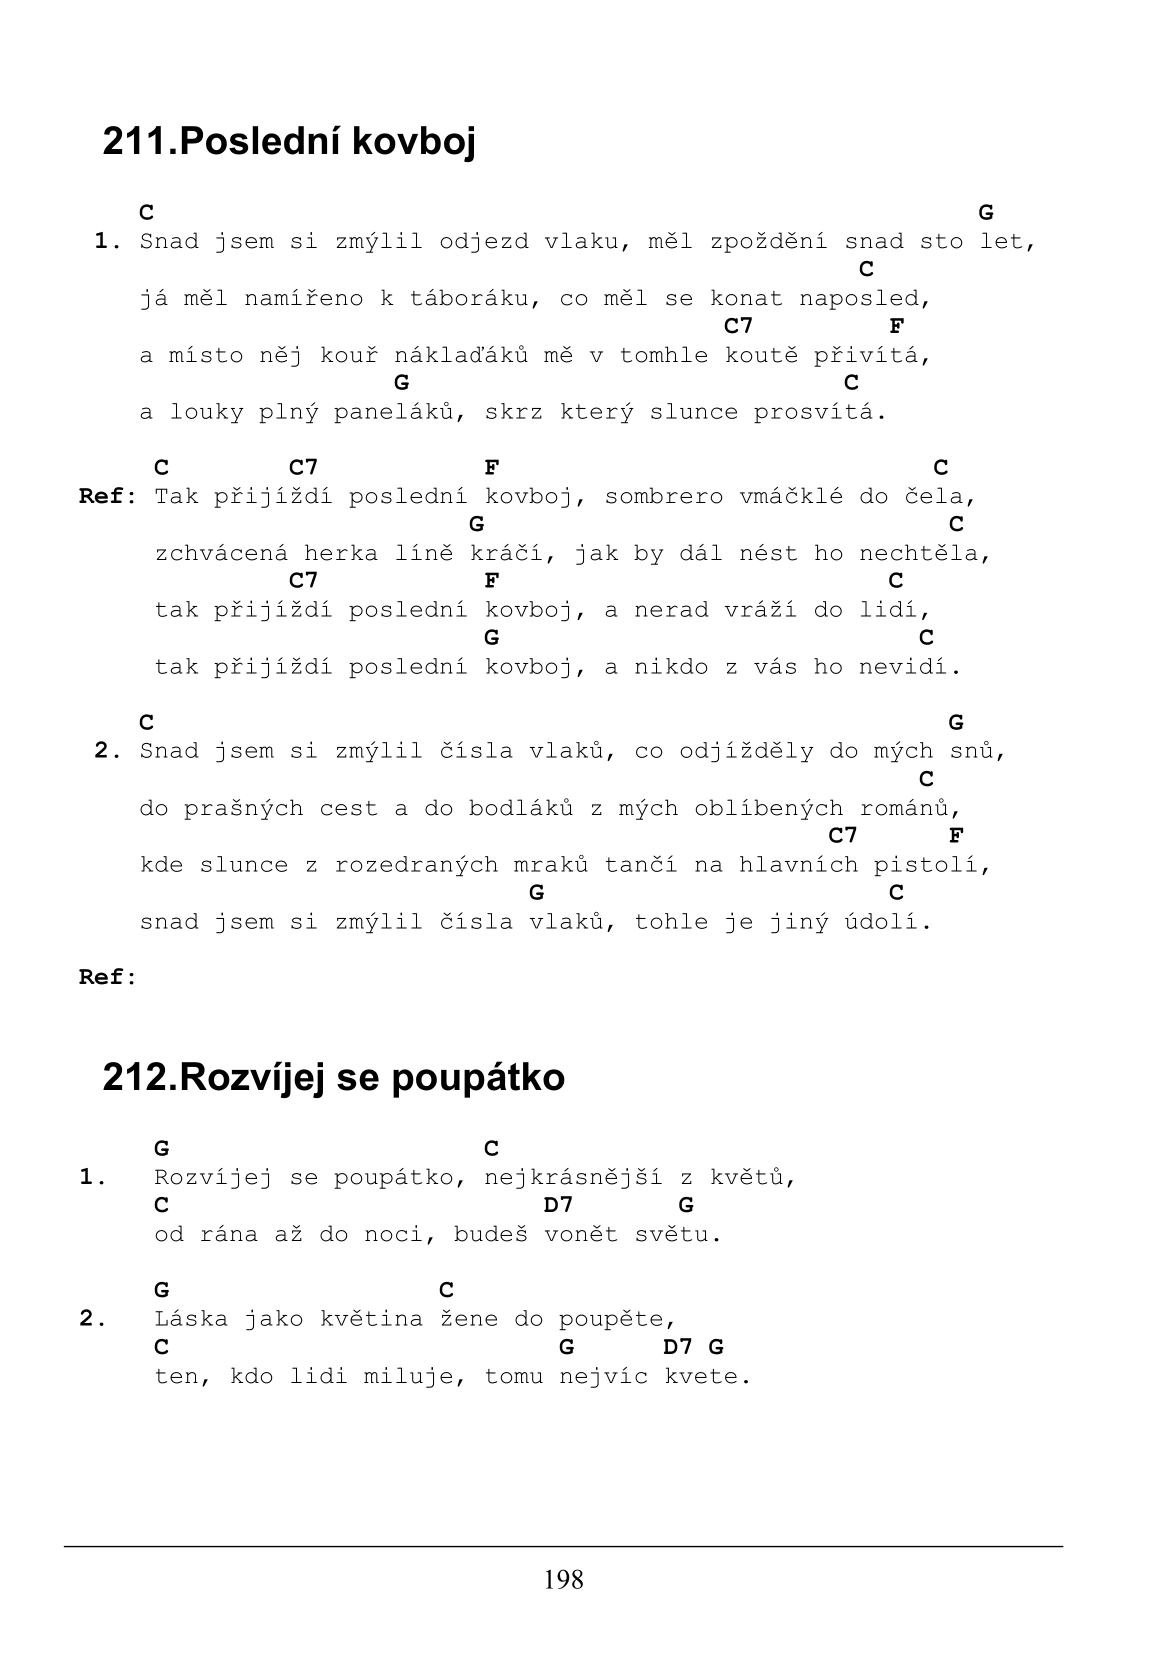 211.Poslední kovboj
C G
1. Snad jsem si zmýlil odjezd vlaku, měl zpoždění snad sto let,
C
já měl namířeno k táboráku, co měl se konat naposled,
C7 F
a místo něj kouř náklaďáků mě v tomhle koutě přivítá,
G C
a louky plný paneláků, skrz který slunce prosvítá.
C C7 F C
Ref: Tak přijíždí poslední kovboj, sombrero vmáčklé do čela,
G C
zchvácená herka líně kráčí, jak by dál nést ho nechtěla,
C7 F C
tak přijíždí poslední kovboj, a nerad vráží do lidí,
G C
tak přijíždí poslední kovboj, a nikdo z vás ho nevidí.
C G
2. Snad jsem si zmýlil čísla vlaků, co odjížděly do mých snů,
C
do prašných cest a do bodláků z mých oblíbených románů,
C7 F
kde slunce z rozedraných mraků tančí na hlavních pistolí,
G C
snad jsem si zmýlil čísla vlaků, tohle je jiný údolí.
Ref:
212.Rozvíjej se poupátko
G C
1. Rozvíjej se poupátko, nejkrásnější z květů,
C D7 G
od rána až do noci, budeš vonět světu.
G C
2. Láska jako květina žene do poupěte,
C G D7 G
ten, kdo lidi miluje, tomu nejvíc kvete.
198